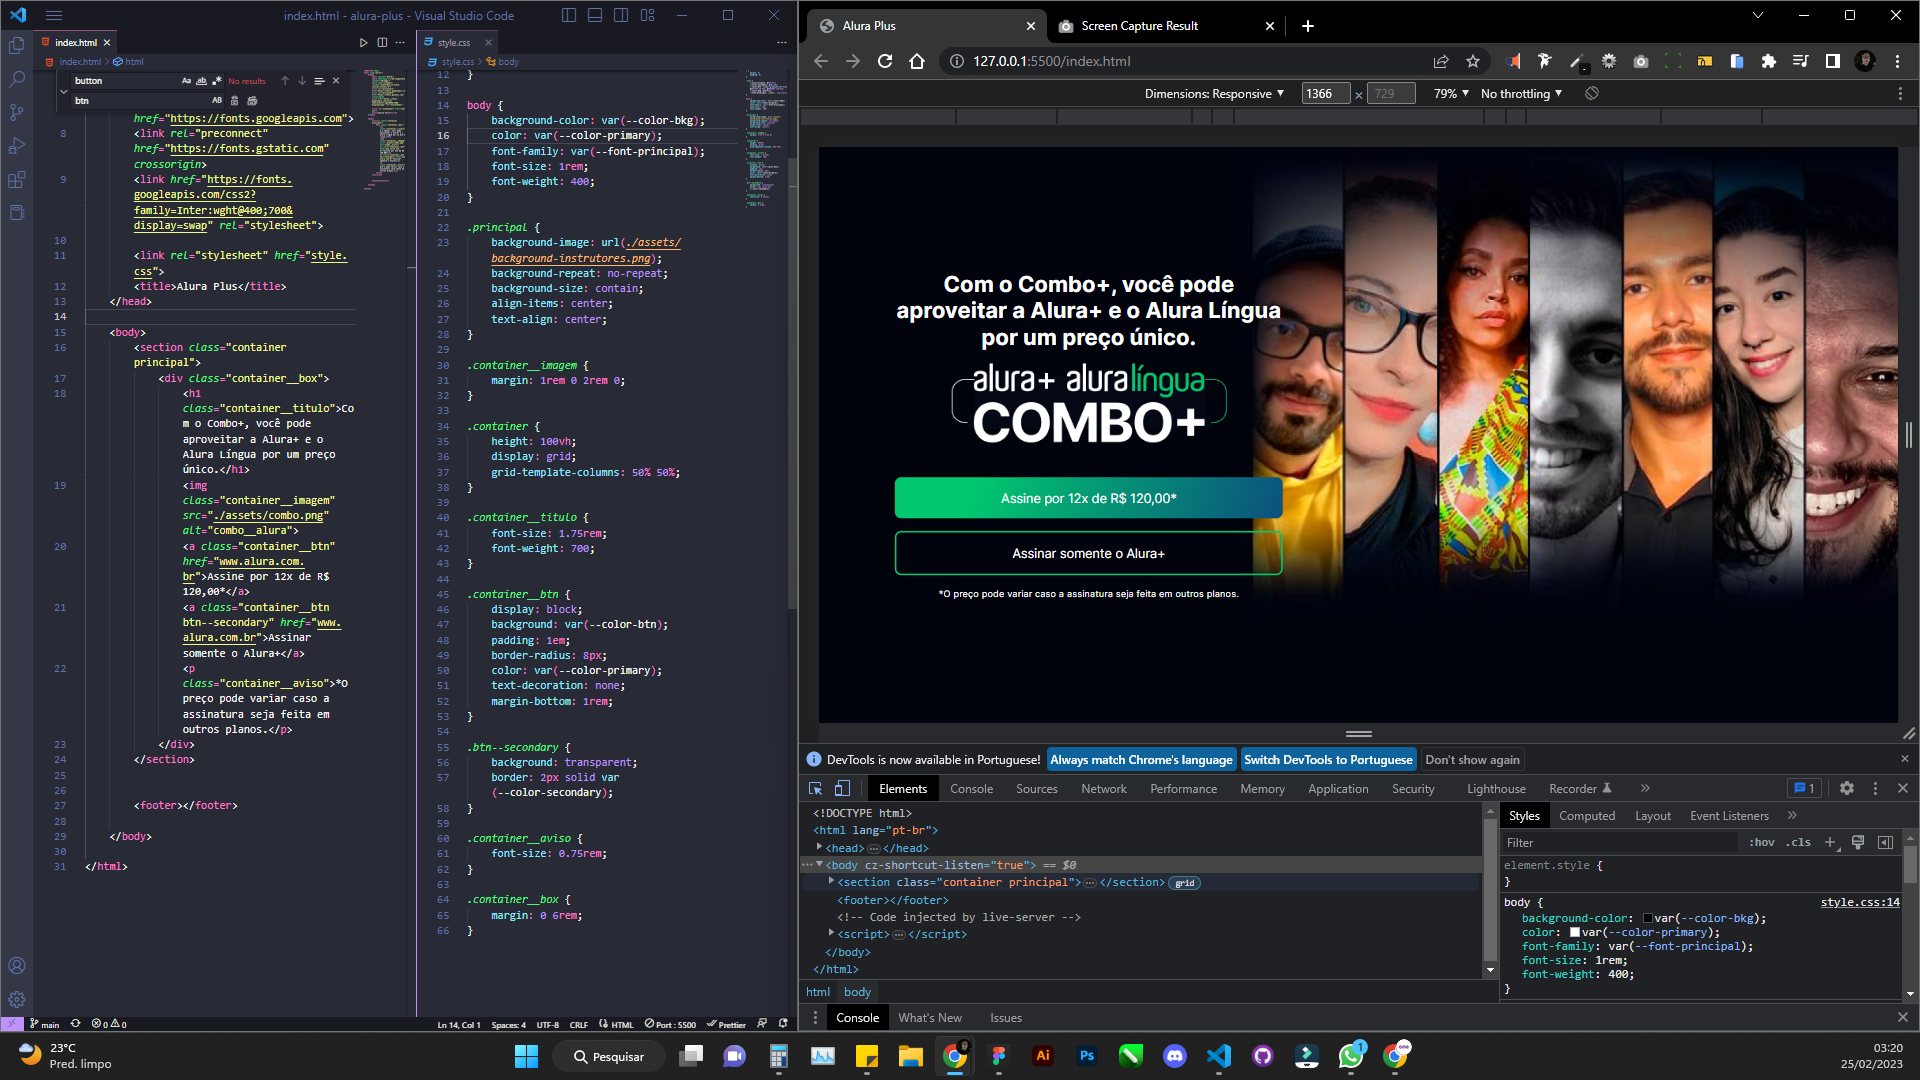 index.html - alura-plus - Visual Studio Code
index.html
style.css
index.html > html
style.css > body
button
Aa ab .* No results
btn
AB
href="https://fonts.googleapis.com">
8 <link rel="preconnect"
href="https://fonts.gstatic.com"
crossorigin>
9 <link href="https://fonts.
googleapis.com/css2?
family=Inter:wght@400;700&
display=swap" rel="stylesheet">
10
11 <link rel="stylesheet" href="style.
css">
12 <title>Alura Plus</title>
13 </head>
14
15 <body>
16 <section class="container
principal">
17 <div class="container__box">
18 <h1
class="container__titulo">Co
m o Combo+, você pode
aproveitar a Alura+ e o
Alura Língua por um preço
único.</h1>
19 <img
class="container__imagem"
src="./assets/combo.png"
alt="combo__alura">
20 <a class="container__btn"
href="www.alura.com.
br">Assine por 12x de R$
120,00*</a>
21 <a class="container__btn
btn--secondary" href="www.
alura.com.br">Assinar
somente o Alura+</a>
22 <p
class="container__aviso">*O
preço pode variar caso a
assinatura seja feita em
outros planos.</p>
23 </div>
24 </section>
25
26
27 <footer></footer>
28
29 </body>
30
31 </html>
12 }
13
14 body {
15 background-color: var(--color-bkg);
16 color: var(--color-primary);
17 font-family: var(--font-principal);
18 font-size: 1rem;
19 font-weight: 400;
20 }
21
22 .principal {
23 background-image: url(./assets/
background-instrutores.png);
24 background-repeat: no-repeat;
25 background-size: contain;
26 align-items: center;
27 text-align: center;
28 }
29
30 .container__imagem {
31 margin: 1rem 0 2rem 0;
32 }
33
34 .container {
35 height: 100vh;
36 display: grid;
37 grid-template-columns: 50% 50%;
38 }
39
40 .container__titulo {
41 font-size: 1.75rem;
42 font-weight: 700;
43 }
44
45 .container__btn {
46 display: block;
47 background: var(--color-btn);
48 padding: 1em;
49 border-radius: 8px;
50 color: var(--color-primary);
51 text-decoration: none;
52 margin-bottom: 1rem;
53 }
54
55 .btn--secondary {
56 background: transparent;
57 border: 2px solid var
(--color-secondary);
58 }
59
60 .container__aviso {
61 font-size: 0.75rem;
62 }
63
64 .container__box {
65 margin: 0 6rem;
66 }
main 0 0
Ln 14, Col 1 Spaces: 4 UTF-8 CRLF HTML Port : 5500 Prettier
Alura Plus
Screen Capture Result
127.0.0.1:5500/index.html
Dimensions: Responsive 1366 × 729 79% No throttling
Com o Combo+, você pode
aproveitar a Alura+ e o Alura Língua
por um preço único.
alura+ alualíngua
COMBO+
Assine por 12x de R$ 120,00*
Assinar somente o Alura+
*O preço pode variar caso a assinatura seja feita em outros planos.
DevTools is now available in Portuguese! Always match Chrome's language Switch DevTools to Portuguese Don't show again
Elements Console Sources Network Performance Memory Application Security Lighthouse Recorder 1
<!DOCTYPE html>
<html lang="pt-br">
<head>…</head>
<body cz-shortcut-listen="true"> == $0
<section class="container principal">…</section> grid
<footer></footer>
<!-- Code injected by live-server -->
<script>…</script>
</body>
</html>
html body
Styles Computed Layout Event Listeners
Filter :hov .cls
element.style {
}
body { style.css:14
background-color: var(--color-bkg);
color: var(--color-primary);
font-family: var(--font-principal);
font-size: 1rem;
font-weight: 400;
}
Console What's New Issues
23°C
Pred. limpo
Pesquisar
Ai
Ps
1
03:20
25/02/2023